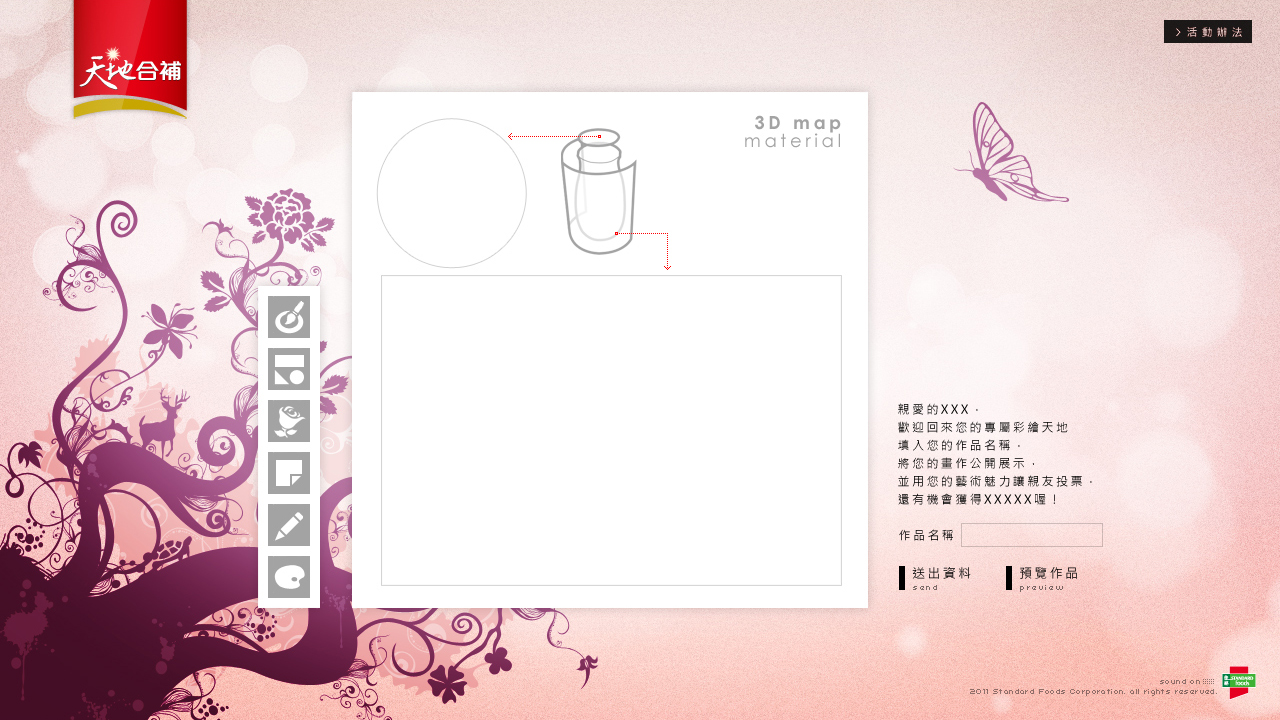 天地合補
> 活動辦法
3D map
material
親愛的XXX，
歡迎回來您的專屬彩繪天地
填入您的作品名稱，
將您的畫作公開展示，
並用您的藝術魅力讓親友投票，
還有機會獲得XXXXX喔！
作品名稱
送出資料
send
預覽作品
preview
sound on
2011 Standard Foods Corporation. all rights reserved.
STANDARD
foods